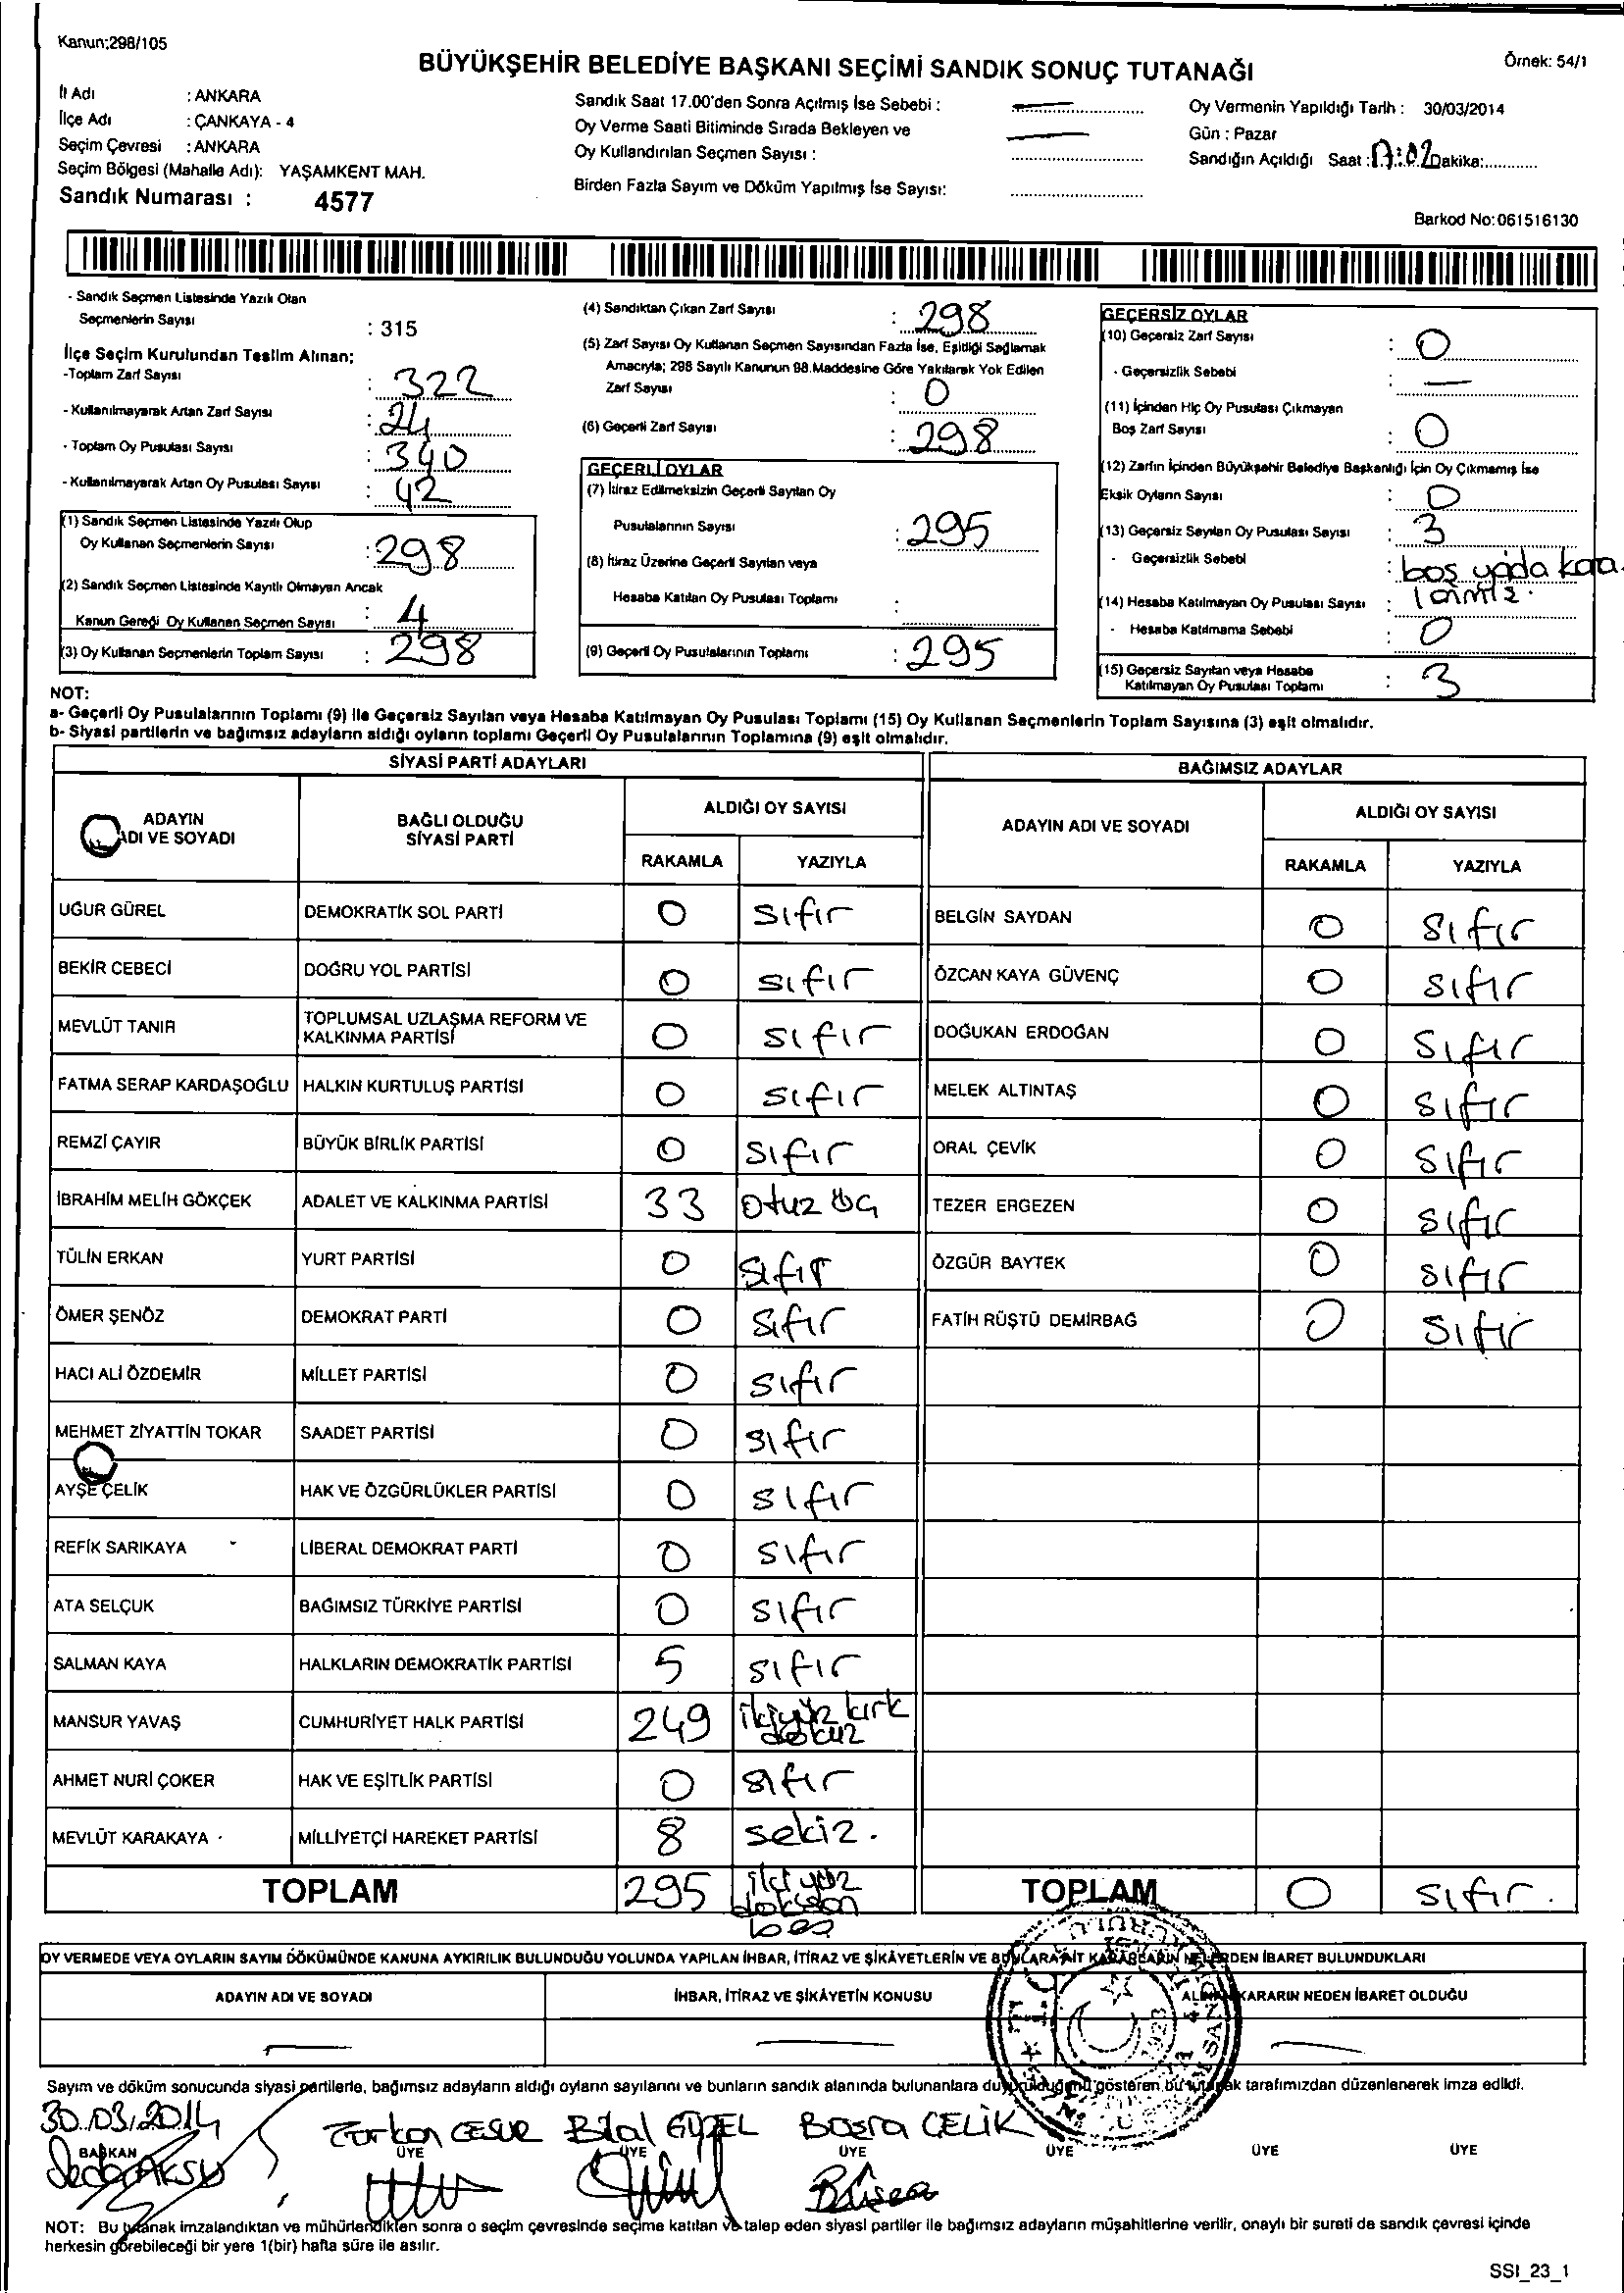 Kanun:298/105
BÜYÜKŞEHİR BELEDİYE BAŞKANI SEÇİMİ SANDIK SONUÇ TUTANAĞI
Örnek: 54/1
İl Adı : ANKARA
İlçe Adı : ÇANKAYA - 4
Seçim Çevresi : ANKARA
Seçim Bölgesi (Mahalle Adı): YAŞAMKENT MAH.
Sandık Numarası : 4577
Sandık Saat 17.00'den Sonra Açılmış İse Sebebi : —
Oy Verme Saati Bitiminde Sırada Bekleyen ve —
Oy Kullandırılan Seçmen Sayısı :
Birden Fazla Sayım ve Döküm Yapılmış İse Sayısı:
Oy Vermenin Yapıldığı Tarih : 30/03/2014
Gün : Pazar
Sandığın Açıldığı Saat : 17:02 Dakika:
Barkod No:061516130
- Sandık Seçmen Listesinde Yazılı Olan
Seçmenlerin Sayısı : 315
İlçe Seçim Kurulundan Teslim Alınan;
-Toplam Zarf Sayısı : 322
- Kullanılmayarak Artan Zarf Sayısı : 24
- Toplam Oy Pusulası Sayısı : 340
- Kullanılmayarak Artan Oy Pusulası Sayısı : 42
(1) Sandık Seçmen Listesinde Yazılı Olup
Oy Kullanan Seçmenlerin Sayısı : 298
(2) Sandık Seçmen Listesinde Kayıtlı Olmayan Ancak
Kanun Gereği Oy Kullanan Seçmen Sayısı : 4
(3) Oy Kullanan Seçmenlerin Toplam Sayısı : 298
(4) Sandıktan Çıkan Zarf Sayısı : 298
(5) Zarf Sayısı Oy Kullanan Seçmen Sayısından Fazla İse, Eşitliği Sağlamak
Amacıyla; 298 Sayılı Kanunun 98.Maddesine Göre Yakılarak Yok Edilen
Zarf Sayısı : 0
(6) Geçerli Zarf Sayısı : 298
GEÇERLİ OYLAR
(7) İtiraz Edilmeksizin Geçerli Sayılan Oy
Pusulalarının Sayısı : 295
(8) İtiraz Üzerine Geçerli Sayılan veya
Hesaba Katılan Oy Pusulası Toplamı :
(9) Geçerli Oy Pusulalarının Toplamı : 295
GEÇERSİZ OYLAR
(10) Geçersiz Zarf Sayısı : 0
- Geçersizlik Sebebi : —
(11) İçinden Hiç Oy Pusulası Çıkmayan
Boş Zarf Sayısı : 0
(12) Zarfın İçinden Büyükşehir Belediye Başkanlığı İçin Oy Çıkmamış İse
Eksik Oyların Sayısı : 0
(13) Geçersiz Sayılan Oy Pusulası Sayısı : 3
- Geçersizlik Sebebi : boş yada kara
lanmız.
(14) Hesaba Katılmayan Oy Pusulası Sayısı :
- Hesaba Katılmama Sebebi : 0
(15) Geçersiz Sayılan veya Hesaba
Katılmayan Oy Pusulası Toplamı : 3
NOT:
a- Geçerli Oy Pusulalarının Toplamı (9) ile Geçersiz Sayılan veya Hesaba Katılmayan Oy Pusulası Toplamı (15) Oy Kullanan Seçmenlerin Toplam Sayısına (3) eşit olmalıdır.
b- Siyasi partilerin ve bağımsız adayların aldığı oyların toplamı Geçerli Oy Pusulalarının Toplamına (9) eşit olmalıdır.
SİYASİ PARTİ ADAYLARI
BAĞIMSIZ ADAYLAR
ADAYIN ADI VE SOYADI
BAĞLI OLDUĞU SİYASİ PARTİ
ALDIĞI OY SAYISI
RAKAMLA YAZIYLA
ADAYIN ADI VE SOYADI
ALDIĞI OY SAYISI
RAKAMLA YAZIYLA
UĞUR GÜREL DEMOKRATİK SOL PARTİ 0 sıfır BELGİN SAYDAN 0 sıfır
BEKİR CEBECİ DOĞRU YOL PARTİSİ 0 sıfır ÖZCAN KAYA GÜVENÇ 0 sıfır
MEVLÜT TANIR TOPLUMSAL UZLAŞMA REFORM VE KALKINMA PARTİSİ 0 sıfır DOĞUKAN ERDOĞAN 0 sıfır
FATMA SERAP KARDAŞOĞLU HALKIN KURTULUŞ PARTİSİ 0 sıfır MELEK ALTINTAŞ 0 sıfır
REMZİ ÇAYIR BÜYÜK BİRLİK PARTİSİ 0 sıfır ORAL ÇEVİK 0 sıfır
İBRAHİM MELİH GÖKÇEK ADALET VE KALKINMA PARTİSİ 33 otuz üç TEZER ERGEZEN 0 sıfır
TÜLİN ERKAN YURT PARTİSİ 0 sıfır ÖZGÜR BAYTEK 0 sıfır
ÖMER ŞENÖZ DEMOKRAT PARTİ 0 sıfır FATİH RÜŞTÜ DEMİRBAĞ 0 sıfır
HACI ALİ ÖZDEMİR MİLLET PARTİSİ 0 sıfır
MEHMET ZİYATTİN TOKAR SAADET PARTİSİ 0 sıfır
AYŞE ÇELİK HAK VE ÖZGÜRLÜKLER PARTİSİ 0 sıfır
REFİK SARIKAYA LİBERAL DEMOKRAT PARTİ 0 sıfır
ATA SELÇUK BAĞIMSIZ TÜRKİYE PARTİSİ 0 sıfır
SALMAN KAYA HALKLARIN DEMOKRATİK PARTİSİ 5 sıfır
MANSUR YAVAŞ CUMHURİYET HALK PARTİSİ 249 ikiyüz kırk dokuz
AHMET NURİ ÇOKER HAK VE EŞİTLİK PARTİSİ 0 sıfır
MEVLÜT KARAKAYA MİLLİYETÇİ HAREKET PARTİSİ 8 sekiz.
TOPLAM 295 iki yüz doksan beş TOPLAM 0 sıfır.
OY VERMEDE VEYA OYLARIN SAYIM DÖKÜMÜNDE KANUNA AYKIRILIK BULUNDUĞU YOLUNDA YAPILAN İHBAR, İTİRAZ VE ŞİKÂYETLERİN VE BUNLARA AİT KARARLARIN NELERDEN İBARET BULUNDUKLARI
ADAYIN ADI VE SOYADI İHBAR, İTİRAZ VE ŞİKÂYETİN KONUSU ALINAN KARARIN NEDEN İBARET OLDUĞU
— — —
T.C.
1923
Sayım ve döküm sonucunda siyasi partilerle, bağımsız adayların aldığı oyların sayılarını ve bunların sandık alanında bulunanlara duyurulduğunu gösteren bu tutanak tarafımızdan düzenlenerek imza edildi.
30.03.2014 CESUR Bilal GÜZEL Büşra ÇELİK
BAŞKAN ÜYE ÜYE ÜYE ÜYE ÜYE ÜYE
AKSU Büşra
NOT: Bu tutanak imzalandıktan ve mühürlendikten sonra o seçim çevresinde seçime katılan ve talep eden siyasi partiler ile bağımsız adayların müşahitlerine verilir, onaylı bir sureti de sandık çevresi içinde
herkesin görebileceği bir yere 1(bir) hafta süre ile asılır.
SSI_23_1